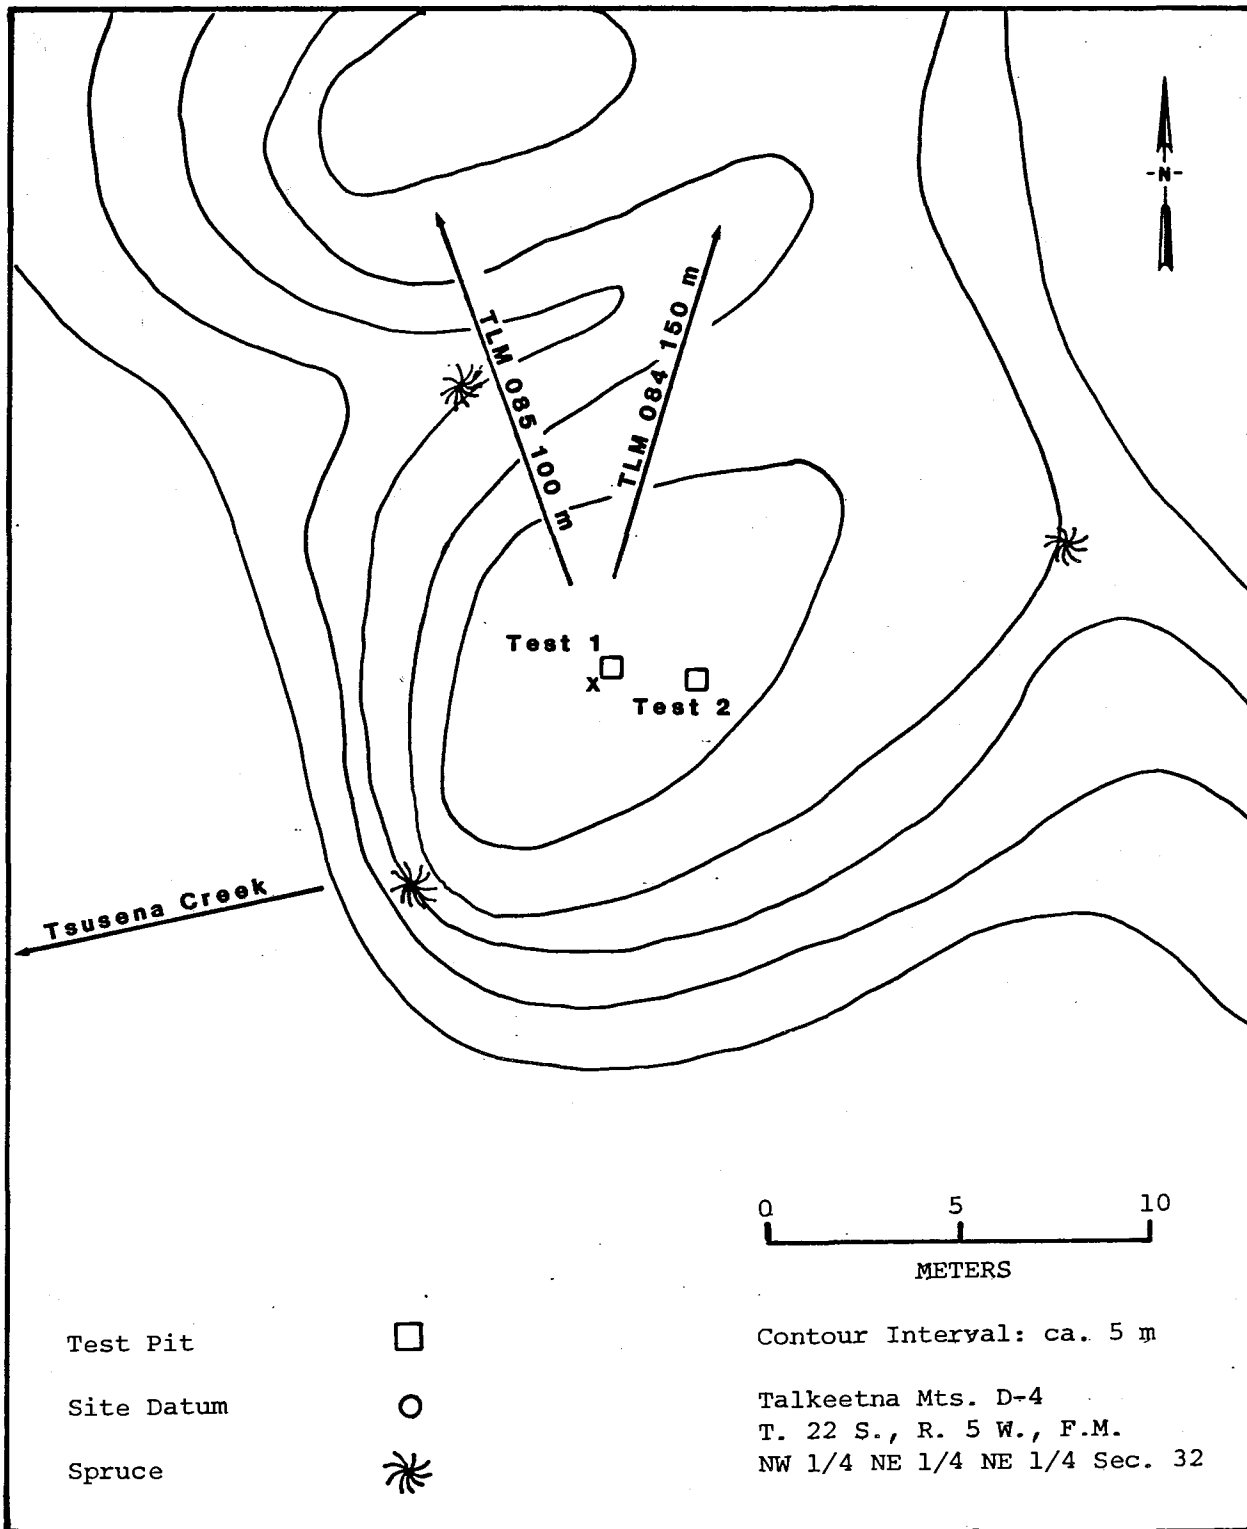 -N-
TLM 085 100 m
TLM 084 150 m
Test 1
x
Test 2
Tsusena Creek
0 5 10
METERS
Test Pit
Site Datum
Spruce
Contour Interval: ca. 5 m
Talkeetna Mts. D-4
T. 22 S., R. 5 W., F.M.
NW 1/4 NE 1/4 NE 1/4 Sec. 32